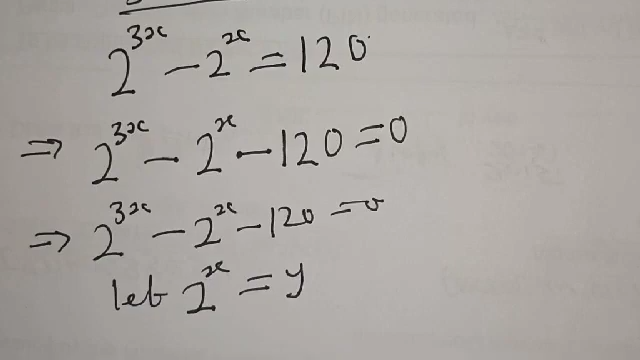 2^{3x} - 2^x = 120
⇒ 2^{3x} - 2^x - 120 = 0
⇒ 2^{3x} - 2^x - 120 = 0
let 2^x = y